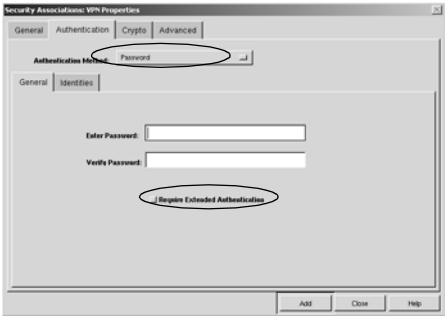 Security Associations: VPN Properties
General Authentication Crypto Advanced
Authentication Method: Password
General Identities
Enter Password:
Verify Password:
Require Extended Authentication
Add Close Help